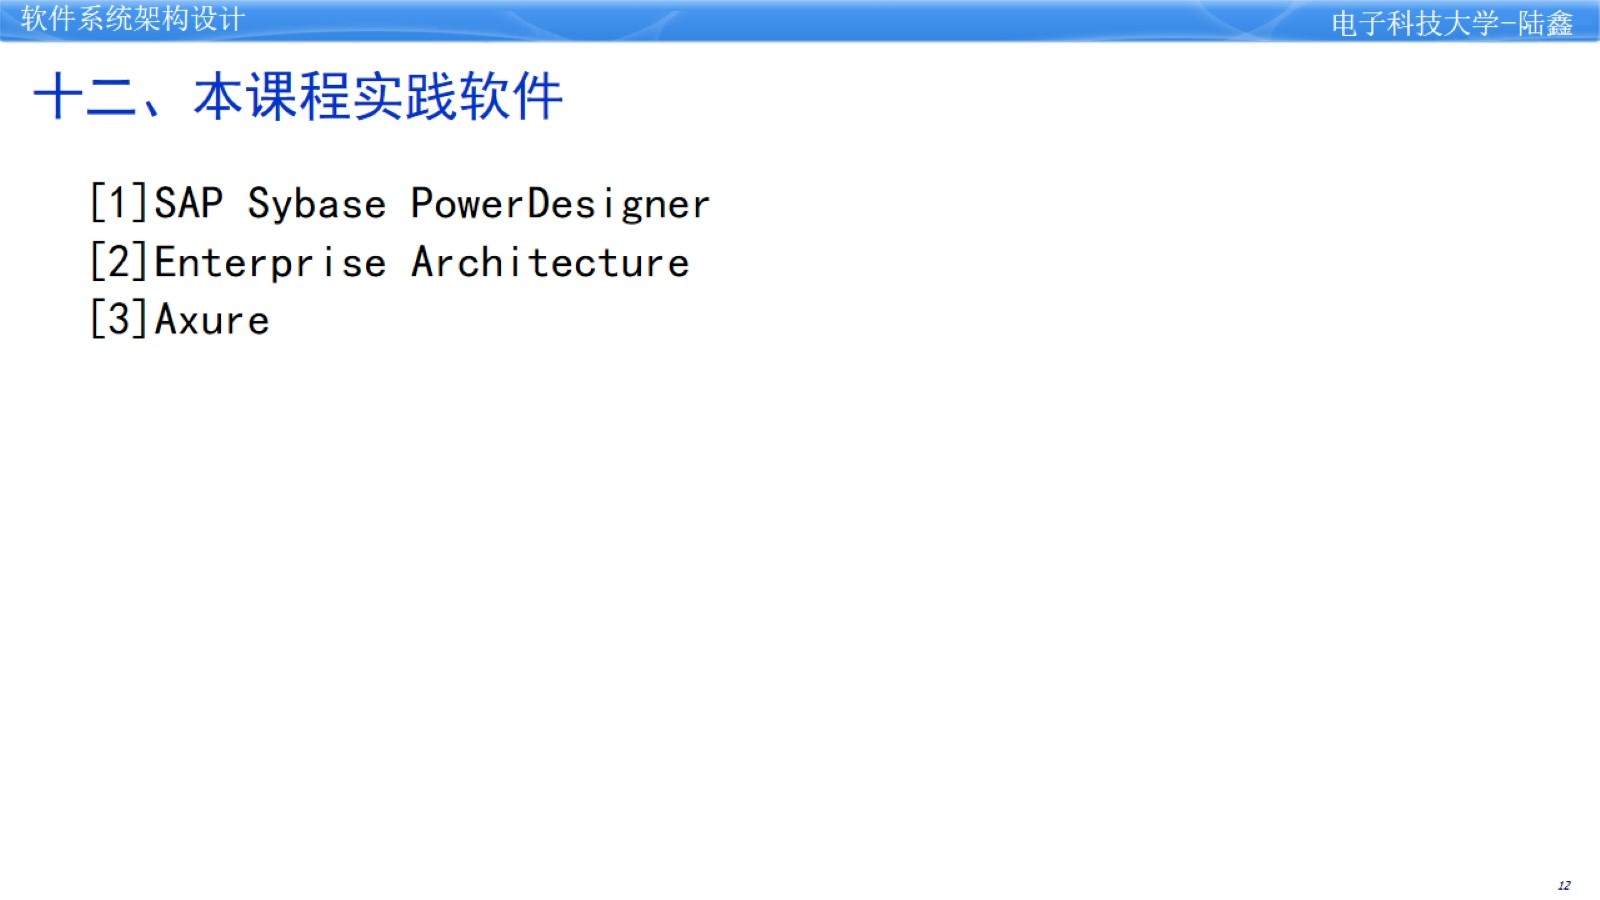 软件系统架构设计
电子科技大学-陆鑫
十二、本课程实践软件
[1]SAP Sybase PowerDesigner
[2]Enterprise Architecture
[3]Axure
12